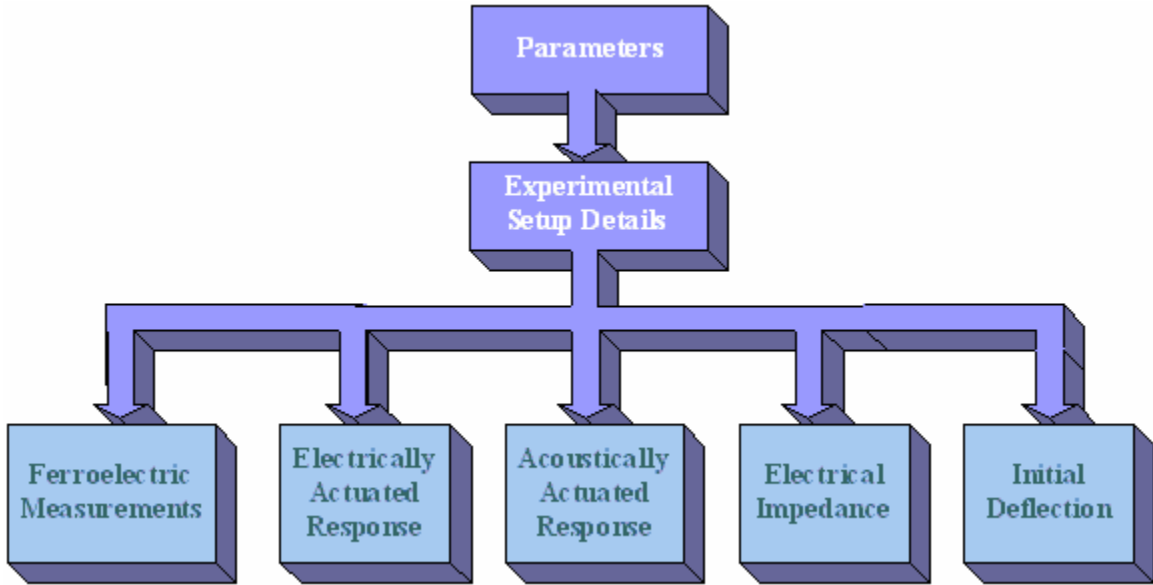 Parameters
Experimental
Setup Details
Ferroelectric
Measurements
Electrically
Actuated
Response
Acoustically
Actuated
Response
Electrical
Impedance
Initial
Deflection